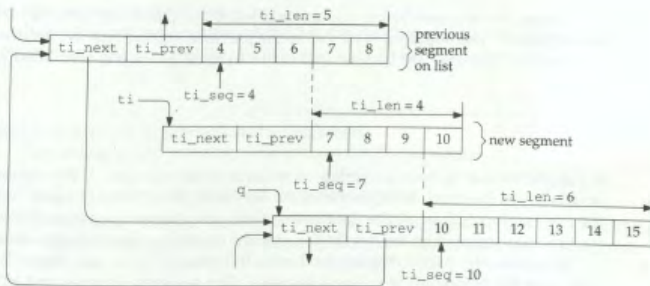 ti_len = 5
ti_next ti_prev 4 5 6 7 8
previous
segment
on list
ti_seq = 4
ti_len = 4
ti
ti_next ti_prev 7 8 9 10
new segment
ti_seq = 7
ti_len = 6
q
ti_next ti_prev 10 11 12 13 14 15
ti_seq = 10